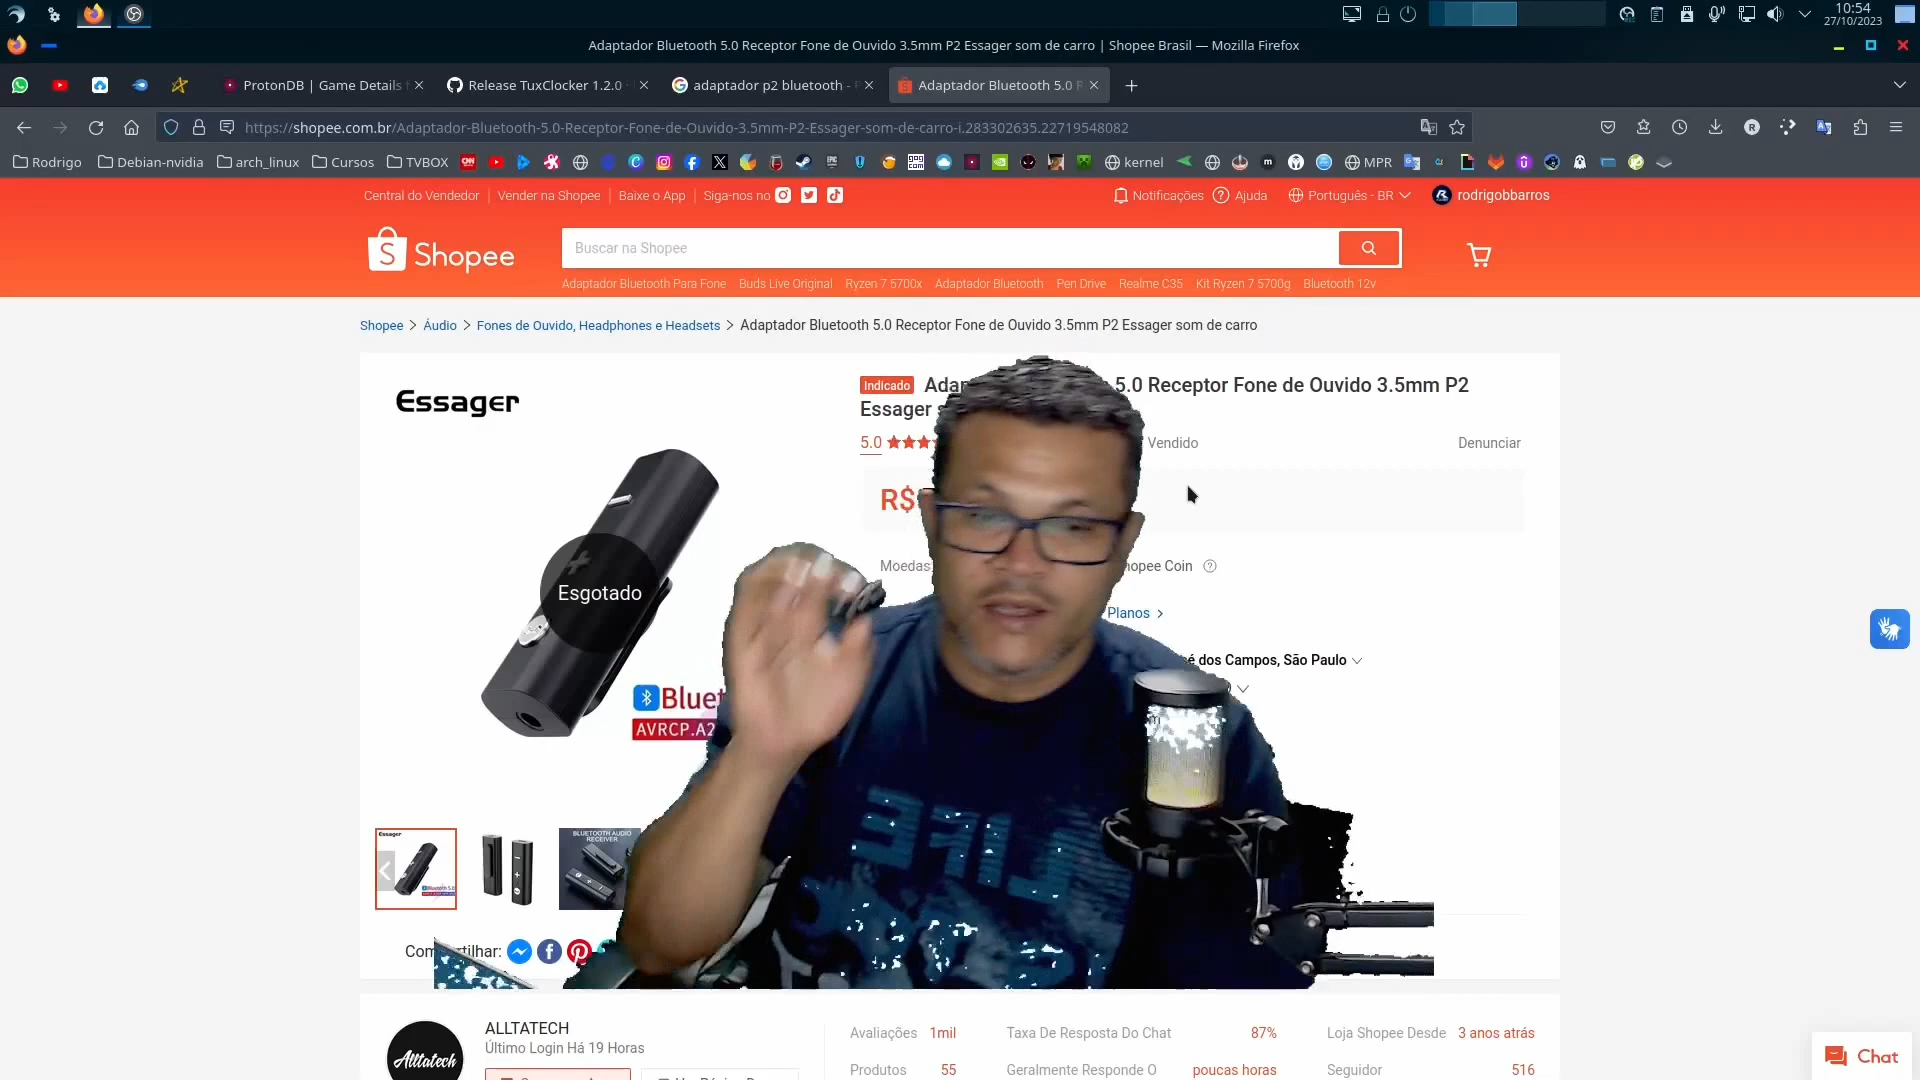 10:54
27/10/2023
Adaptador Bluetooth 5.0 Receptor Fone de Ouvido 3.5mm P2 Essager som de carro | Shopee Brasil — Mozilla Firefox
ProtonDB | Game Details
Release TuxClocker 1.2.0
adaptador p2 bluetooth -
Adaptador Bluetooth 5.0
https://shopee.com.br/Adaptador-Bluetooth-5.0-Receptor-Fone-de-Ouvido-3.5mm-P2-Essager-som-de-carro-i.283302635.22719548082
Rodrigo Debian-nvidia arch_linux Cursos TVBOX kernel MPR
Central do Vendedor | Vender na Shopee | Baixe o App | Siga-nos no
Notificações Ajuda Português - BR rodrigobbarros
Shopee
Buscar na Shopee
Adaptador Bluetooth Para Fone Buds Live Original Ryzen 7 5700x Adaptador Bluetooth Pen Drive Realme C35 Kit Ryzen 7 5700g Bluetooth 12v
Shopee > Áudio > Fones de Ouvido, Headphones e Headsets > Adaptador Bluetooth 5.0 Receptor Fone de Ouvido 3.5mm P2 Essager som de carro
Essager
Esgotado
AVRCP.A2
Indicado 5.0 Receptor Fone de Ouvido 3.5mm P2
Essager
5.0 Vendido Denunciar
R$
Moedas Coin
Planos >
dos Campos, São Paulo
Essager
BLUETOOTH AUDIO
RECEIVER
ALLTATECH
Último Login Há 19 Horas
Alltatech
Avaliações 1mil Taxa De Resposta Do Chat 87% Loja Shopee Desde 3 anos atrás
Produtos 55 Geralmente Responde O poucas horas Seguidor 516
Chat